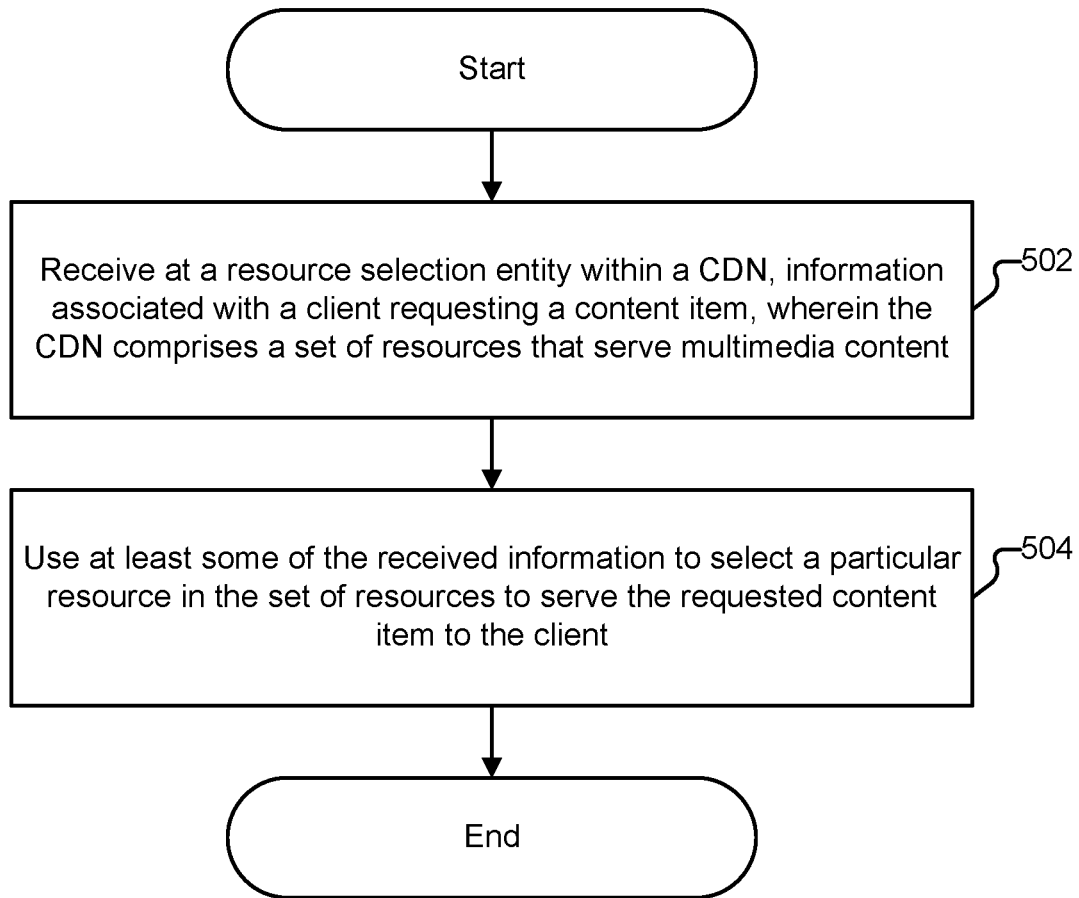 Start
Receive at a resource selection entity within a CDN, information
associated with a client requesting a content item, wherein the
CDN comprises a set of resources that serve multimedia content
502
Use at least some of the received information to select a particular
resource in the set of resources to serve the requested content
item to the client
504
End